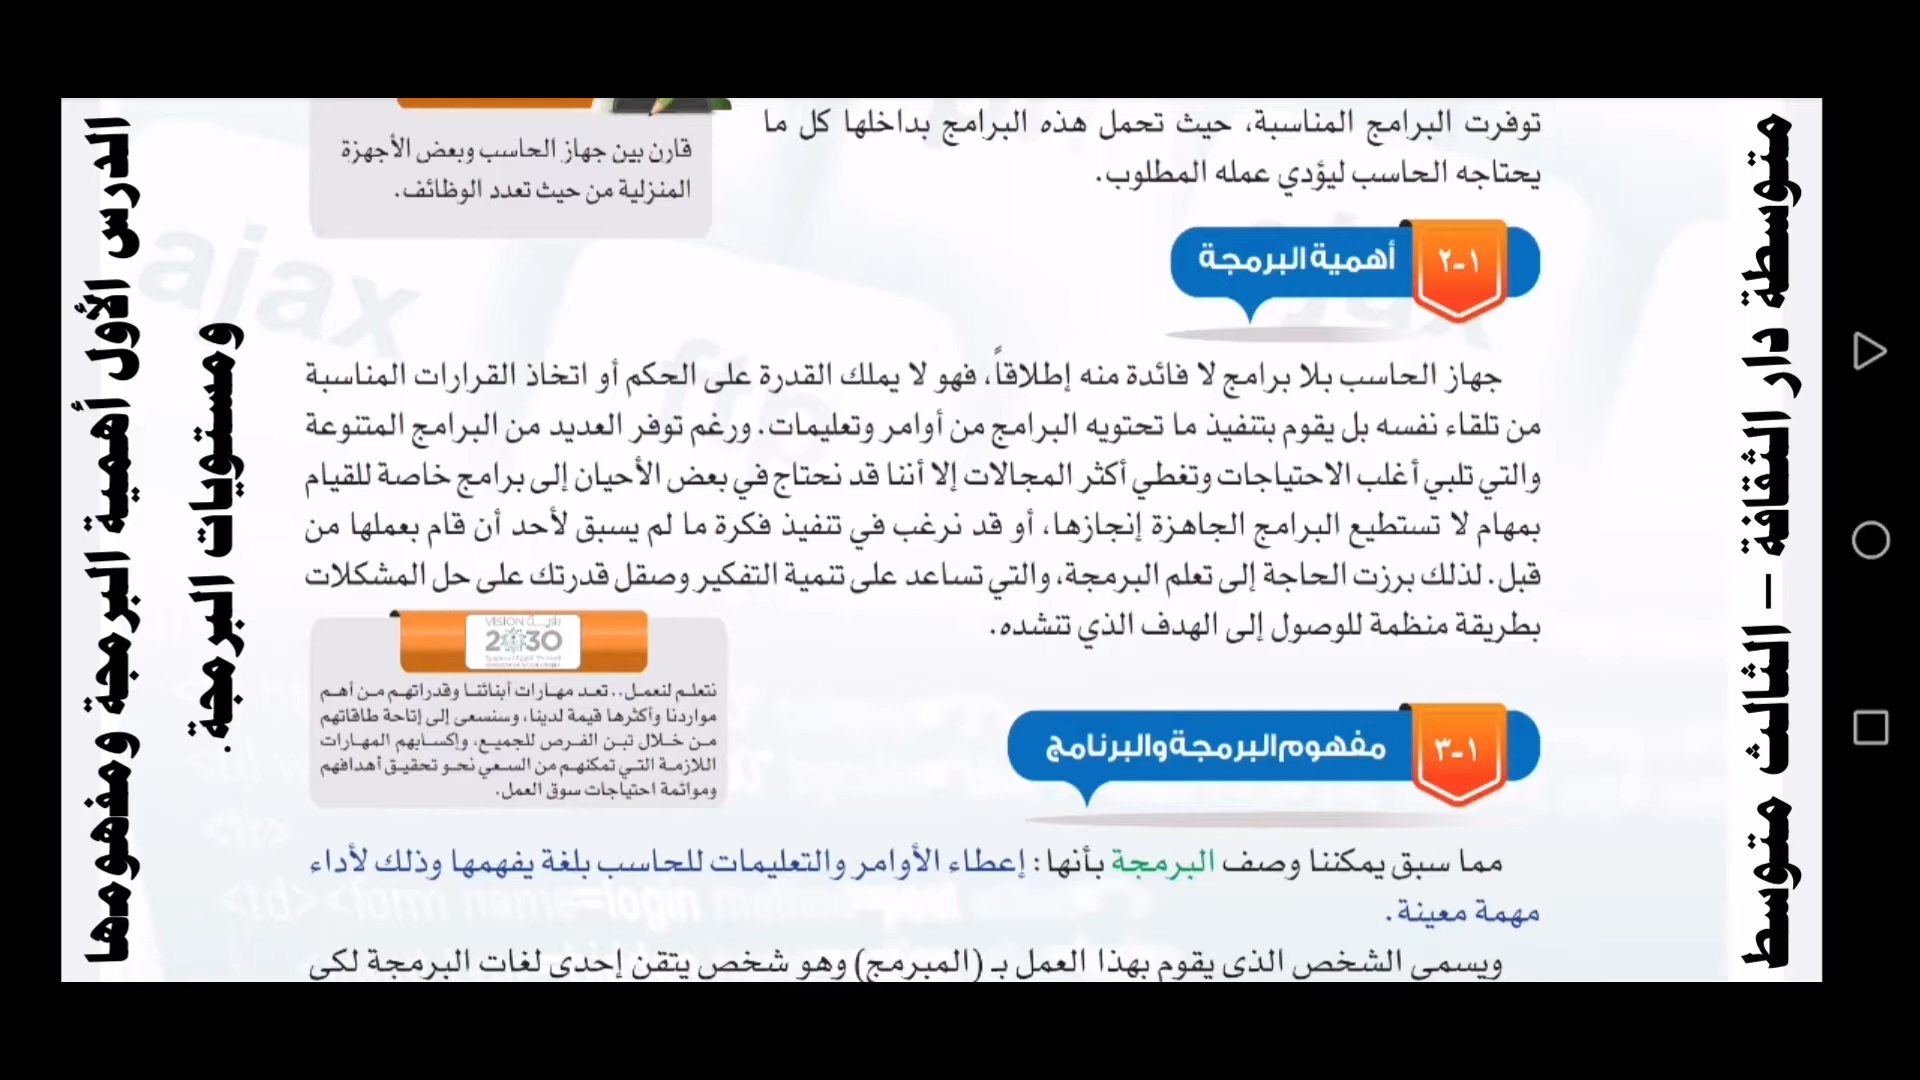 متوسطة دار الثقافة – الثالث متوسط
توفرت البرامج المناسبة، حيث تحمل هذه البرامج بداخلها كل ما
يحتاجه الحاسب ليؤدي عمله المطلوب.
قارن بين جهاز الحاسب وبعض الأجهزة
المنزلية من حيث تعدد الوظائف.
١-٢ أهمية البرمجة
جهاز الحاسب بلا برامج لا فائدة منه إطلاقاً، فهو لا يملك القدرة على الحكم أو اتخاذ القرارات المناسبة
من تلقاء نفسه بل يقوم بتنفيذ ما تحتويه البرامج من أوامر وتعليمات. ورغم توفر العديد من البرامج المتنوعة
والتي تلبي أغلب الاحتياجات وتغطي أكثر المجالات إلا أننا قد نحتاج في بعض الأحيان إلى برامج خاصة للقيام
بمهام لا تستطيع البرامج الجاهزة إنجازها، أو قد نرغب في تنفيذ فكرة ما لم يسبق لأحد أن قام بعملها من
قبل. لذلك برزت الحاجة إلى تعلم البرمجة، والتي تساعد على تنمية التفكير وصقل قدرتك على حل المشكلات
بطريقة منظمة للوصول إلى الهدف الذي تنشده.
VISION رؤيـــة
2030
نتعلم لنعمل.. تعد مهارات أبنائنا وقدراتهم من أهم
مواردنا وأكثرها قيمة لدينا، وسنسعى إلى إتاحة طاقاتهم
من خلال تبن الفرص للجميع، وإكسابهم المهارات
اللازمة التي تمكنهم من السعي نحو تحقيق أهدافهم
وموائمة احتياجات سوق العمل.
١-٣ مفهوم البرمجة والبرنامج
مما سبق يمكننا وصف البرمجة بأنها: إعطاء الأوامر والتعليمات للحاسب بلغة يفهمها وذلك لأداء
مهمة معينة.
ويسمى الشخص الذي يقوم بهذا العمل بـ (المبرمج) وهو شخص يتقن إحدى لغات البرمجة لكي
الدرس الأول أهمية البرمجة ومفهومها
ومستويات البرمجة.
ajax
ftp
<td><form name=login